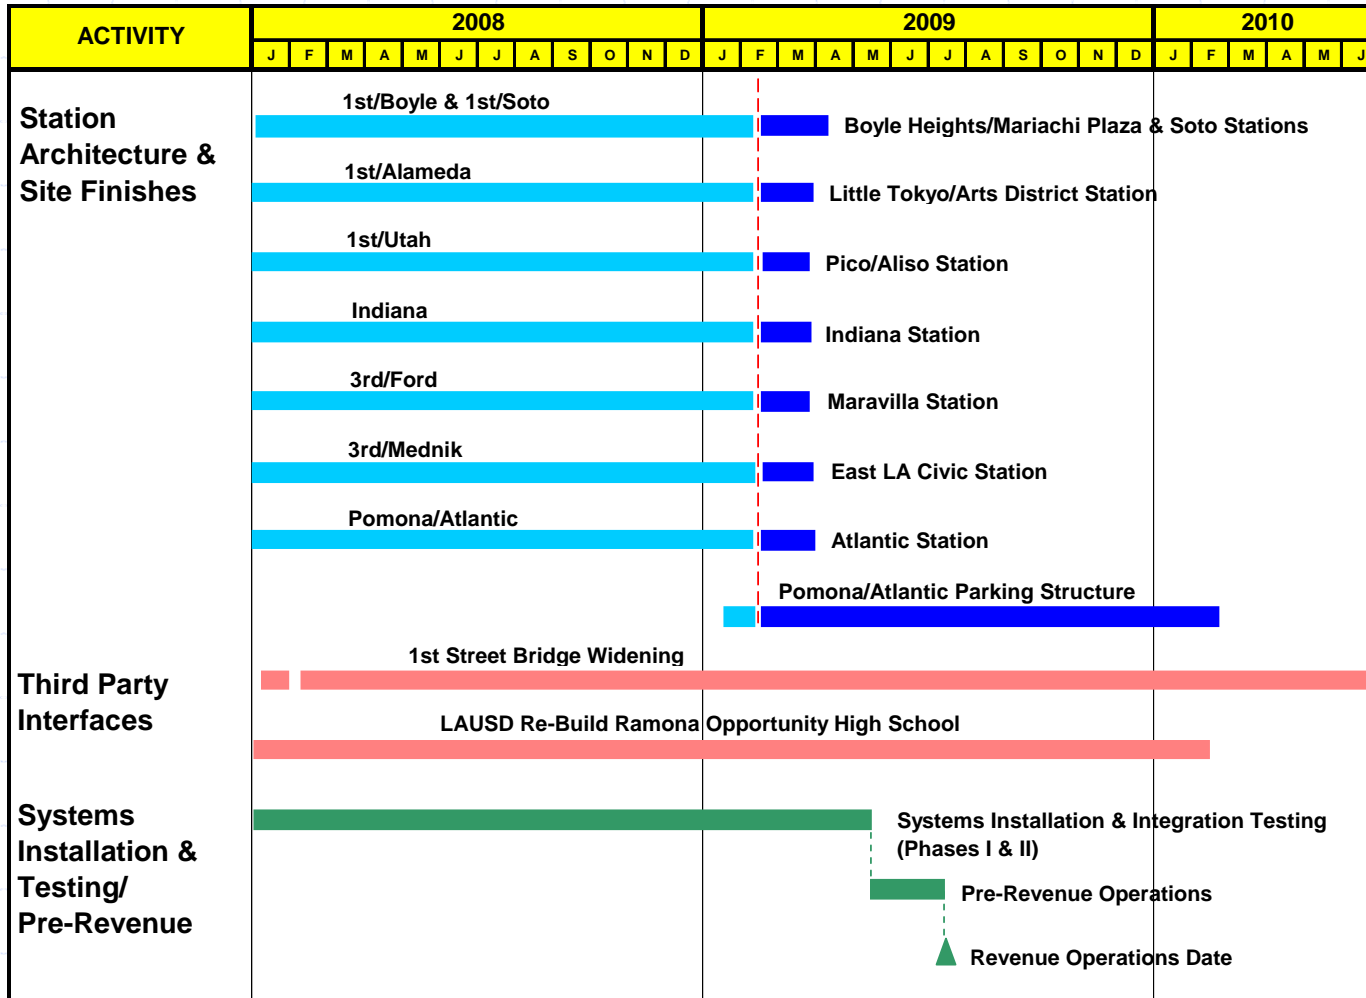 ACTIVITY
2008
2009
2010
J F M A M J J A S O N D J F M A M J J A S O N D J F M A M J
Station
Architecture &
Site Finishes
1st/Boyle & 1st/Soto
Boyle Heights/Mariachi Plaza & Soto Stations
1st/Alameda
Little Tokyo/Arts District Station
1st/Utah
Pico/Aliso Station
Indiana
Indiana Station
3rd/Ford
Maravilla Station
3rd/Mednik
East LA Civic Station
Pomona/Atlantic
Atlantic Station
Pomona/Atlantic Parking Structure
Third Party
Interfaces
1st Street Bridge Widening
LAUSD Re-Build Ramona Opportunity High School
Systems
Installation &
Testing/
Pre-Revenue
Systems Installation & Integration Testing
(Phases I & II)
Pre-Revenue Operations
Revenue Operations Date